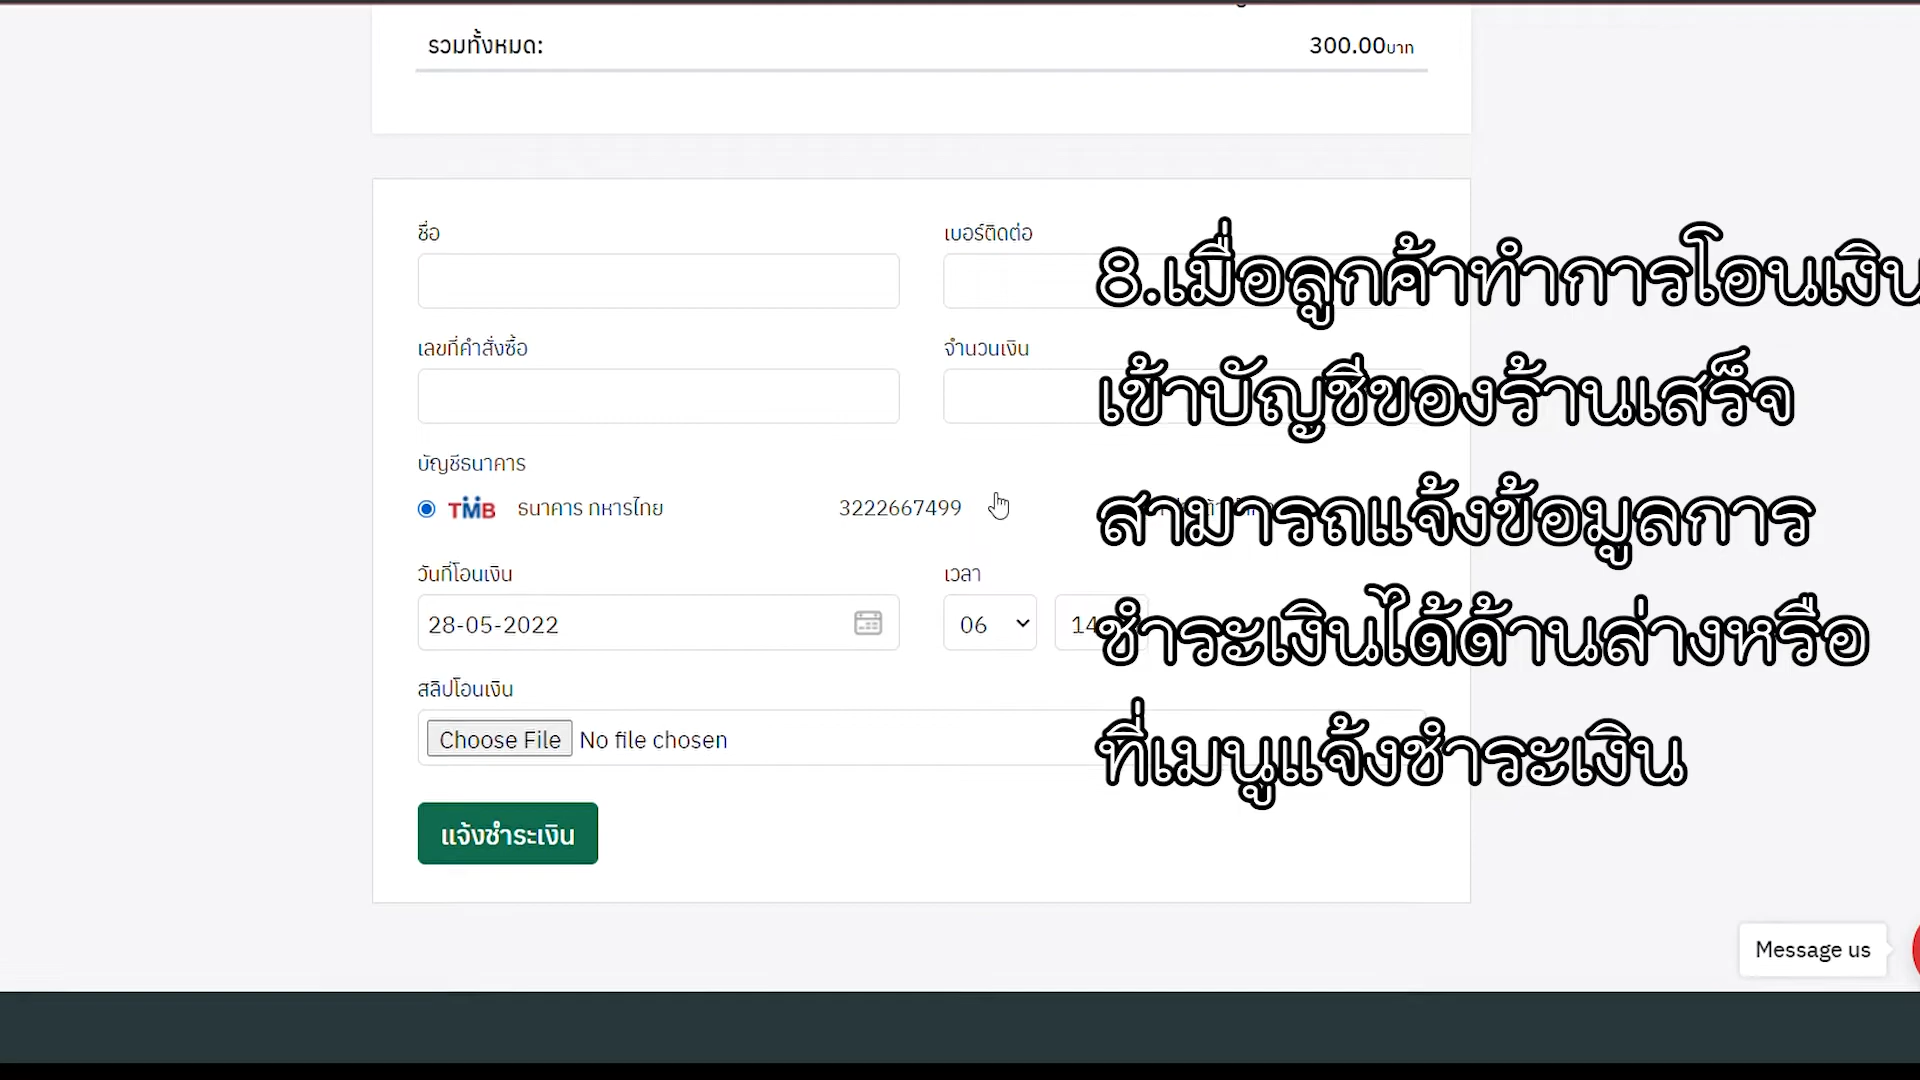 รวมทั้งหมด: 300.00บาท
ชื่อ
เบอร์ติดต่อ
เลขที่คำสั่งซื้อ
จำนวนเงิน
บัญชีธนาคาร
TMB ธนาคาร ทหารไทย 3222667499
วันที่โอนเงิน
เวลา
28-05-2022
06
14
สลิปโอนเงิน
Choose File No file chosen
แจ้งชำระเงิน
8.เมื่อลูกค้าทำการโอนเงิน
เข้าบัญชีของร้านเสร็จ
สามารถแจ้งข้อมูลการ
ชำระเงินได้ด้านล่างหรือ
ที่เมนูแจ้งชำระเงิน
Message us